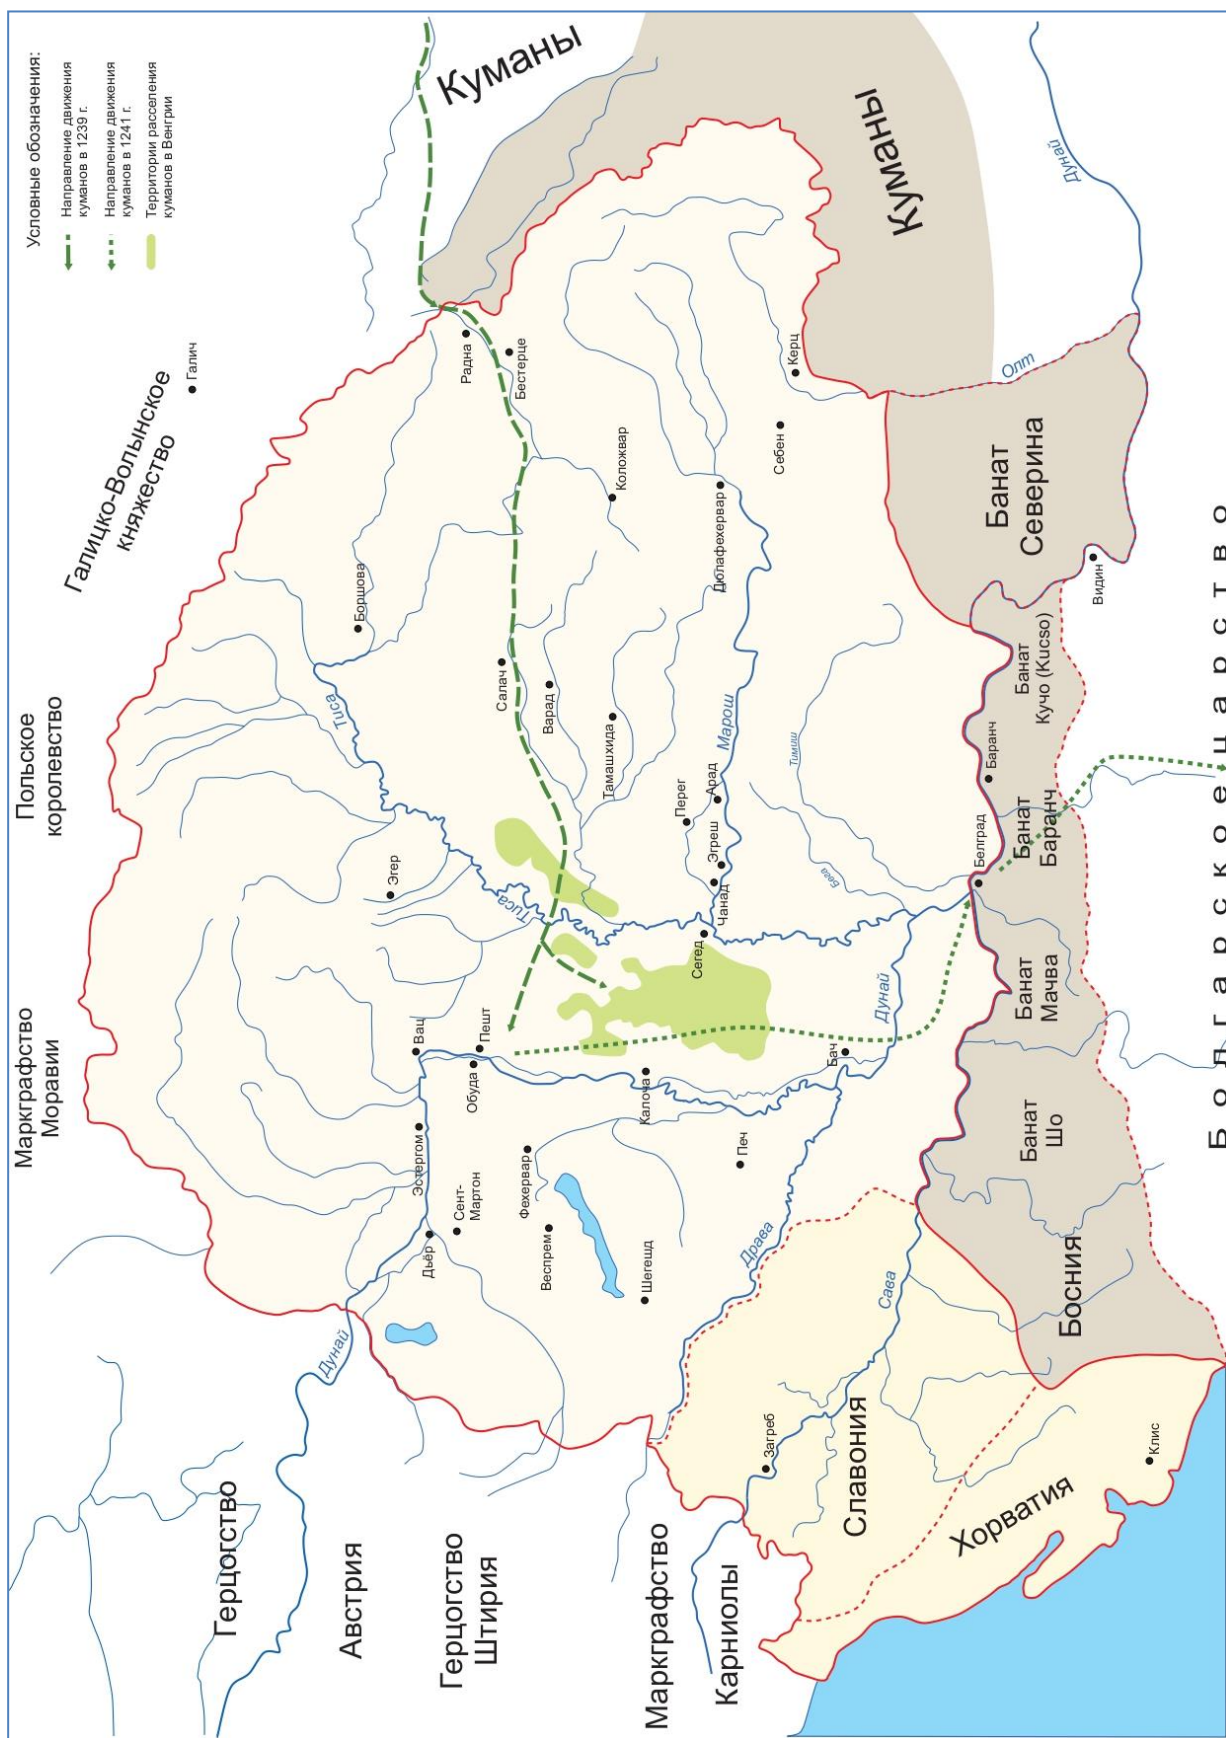 Условные обозначения:
Направление движения
куманов в 1239 г.
Направление движения
куманов в 1241 г.
Территории расселения
куманов в Венгрии
Маркграфство
Моравии
Польское
королевство
Галицко-Волынское
княжество
Галич
Куманы
Куманы
Герцогство
Австрия
Герцогство
Штирия
Маркграфство
Карниолы
Дунай
Дьёр
Сент-
Мартон
Эстергом
Вац
Обуда
Пешт
Эгер
Тиса
Тиса
Боршова
Радна
Бестерце
Салач
Варад
Тамашхида
Коложвар
Фехервар
Веспрем
Шегешд
Калоча
Печ
Бач
Сегед
Чанад
Эгреш
Перег
Арад
Марош
Дюлафехервар
Себен
Керц
Тимиш
Бега
Дунай
Драва
Сава
Загреб
Славония
Хорватия
Клис
Босния
Банат
Шо
Банат
Мачва
Белград
Банат
Баранч
Баранч
Банат
Кучо (Kucso)
Банат
Северина
Видин
Олт
Дунай
Болгарское царство